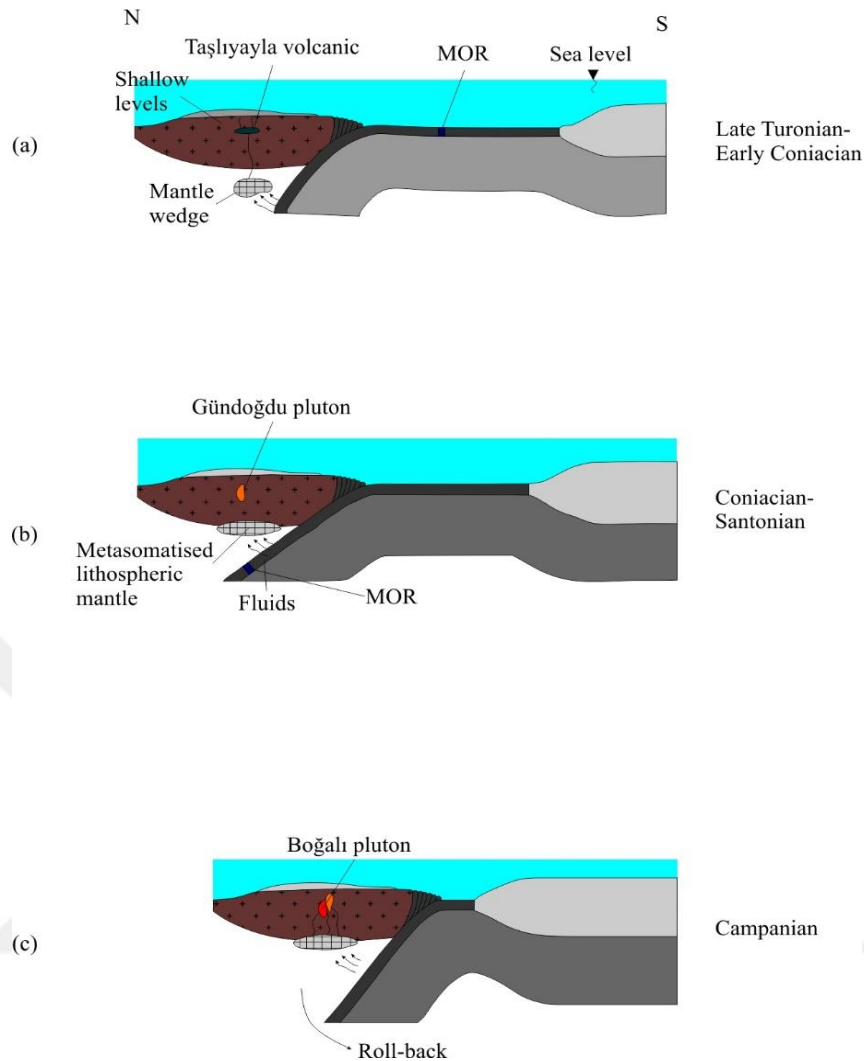 N
S
Taşlıyayla volcanic
MOR
Sea level
Shallow
levels
(a)
Late Turonian-
Early Coniacian
Mantle
wedge
Gündoğdu pluton
(b)
Coniacian-
Santonian
Metasomatised
lithospheric
mantle
Fluids
MOR
Boğalı pluton
(c)
Campanian
Roll-back